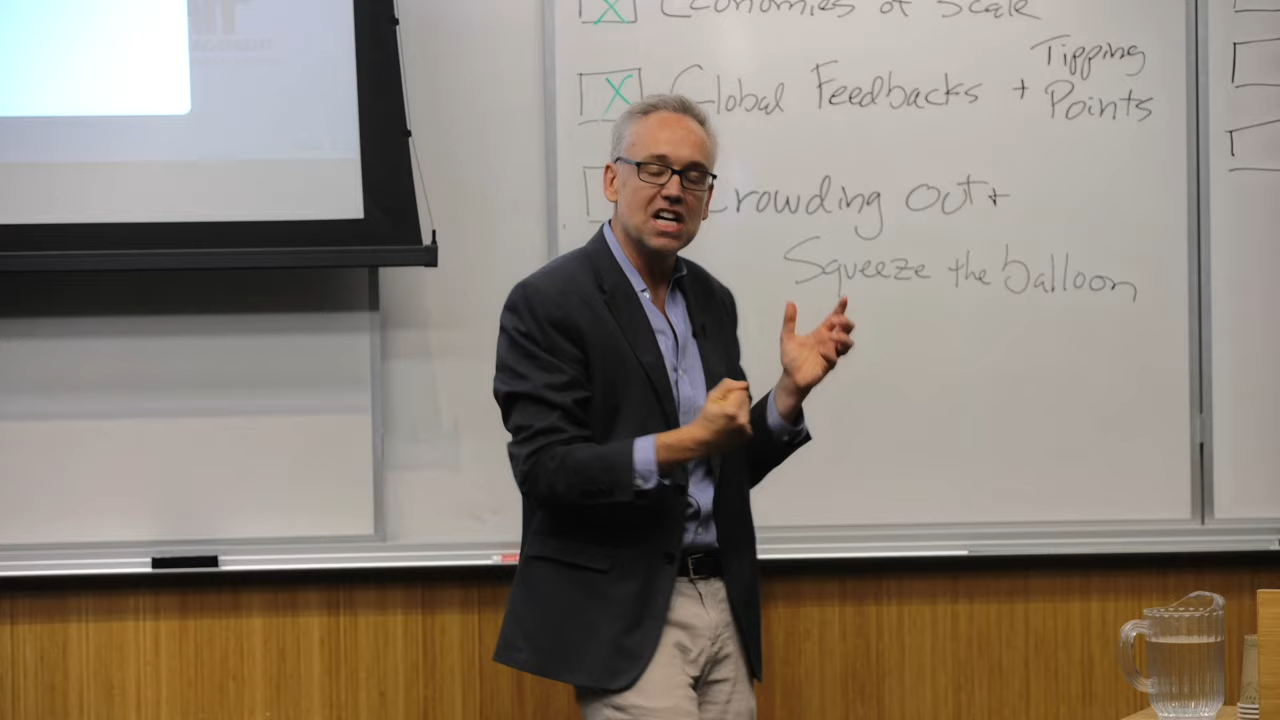 X Economies of Scale
X Global Feedbacks + Tipping Points
Crowding Out +
Squeeze the balloon